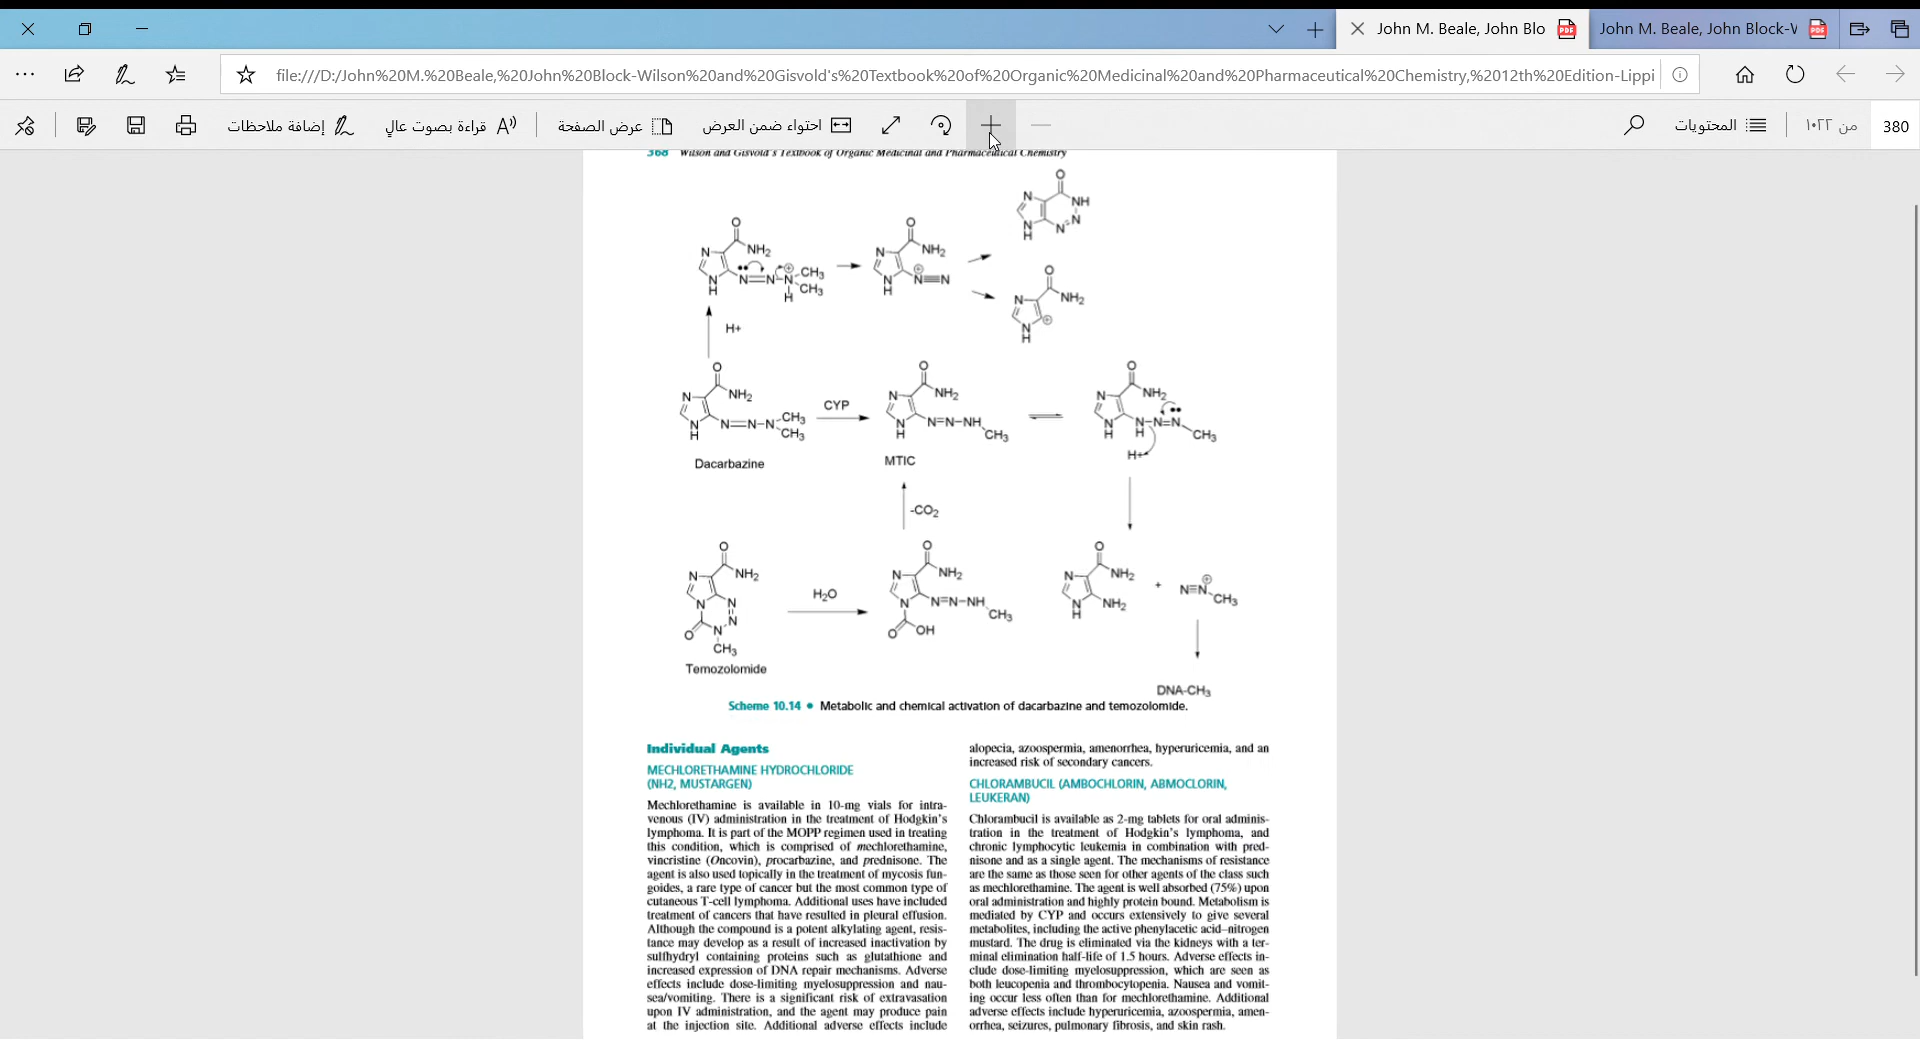 John M. Beale, John Blo
John M. Beale, John Block-V
file:///D:/John%20M.%20Beale,%20John%20Block-Wilson%20and%20Gisvold's%20Textbook%20of%20Organic%20Medicinal%20and%20Pharmaceutical%20Chemistry,%2012th%20Edition-Lippi
إضافة ملاحظات
قراءة بصوت عالٍ
عرض الصفحة
احتواء ضمن العرض
المحتويات
من ١٠٢٢
380
368 Wilson and Gisvold's Textbook of Organic Medicinal and Pharmaceutical Chemistry
H+
CYP
Dacarbazine
MTIC
H+
-CO2
H2O
Temozolomide
DNA-CH3
Scheme 10.14 • Metabolic and chemical activation of dacarbazine and temozolomide.
Individual Agents
MECHLORETHAMINE HYDROCHLORIDE
(NH2, MUSTARGEN)
Mechlorethamine is available in 10-mg vials for intra-
venous (IV) administration in the treatment of Hodgkin's
lymphoma. It is part of the MOPP regimen used in treating
this condition, which is comprised of mechlorethamine,
vincristine (Oncovin), procarbazine, and prednisone. The
agent is also used topically in the treatment of mycosis fun-
goides, a rare type of cancer but the most common type of
cutaneous T-cell lymphoma. Additional uses have included
treatment of cancers that have resulted in pleural effusion.
Although the compound is a potent alkylating agent, resis-
tance may develop as a result of increased inactivation by
sulfhydryl containing proteins such as glutathione and
increased expression of DNA repair mechanisms. Adverse
effects include dose-limiting myelosuppression and nau-
sea/vomiting. There is a significant risk of extravasation
upon IV administration, and the agent may produce pain
at the injection site. Additional adverse effects include
alopecia, azoospermia, amenorrhea, hyperuricemia, and an
increased risk of secondary cancers.
CHLORAMBUCIL (AMBOCHLORIN, ABMOCLORIN,
LEUKERAN)
Chlorambucil is available as 2-mg tablets for oral adminis-
tration in the treatment of Hodgkin's lymphoma, and
chronic lymphocytic leukemia in combination with pred-
nisone and as a single agent. The mechanisms of resistance
are the same as those seen for other agents of the class such
as mechlorethamine. The agent is well absorbed (75%) upon
oral administration and highly protein bound. Metabolism is
mediated by CYP and occurs extensively to give several
metabolites, including the active phenylacetic acid–nitrogen
mustard. The drug is eliminated via the kidneys with a ter-
minal elimination half-life of 1.5 hours. Adverse effects in-
clude dose-limiting myelosuppression, which are seen as
both leucopenia and thrombocytopenia. Nausea and vomit-
ing occur less often than for mechlorethamine. Additional
adverse effects include hyperuricemia, azoospermia, amen-
orrhea, seizures, pulmonary fibrosis, and skin rash.